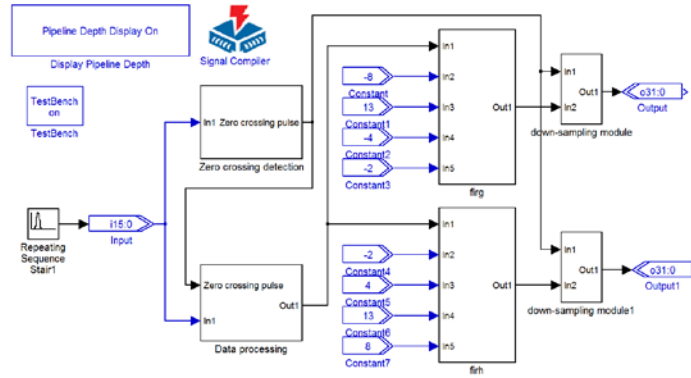 Pipeline Depth Display On
Display Pipeline Depth
Signal Compiler
TestBench
on
TestBench
In1
Zero crossing pulse
Zero crossing detection
Repeating
Sequence
Stair1
i15:0
Input
Zero crossing pulse
In1
Out1
Data processing
-8
Constant
13
Constant1
-4
Constant2
-2
Constant3
In1
In2
In3
In4
In5
Out1
firg
-2
Constant4
4
Constant5
13
Constant6
8
Constant7
In1
In2
In3
In4
In5
Out1
firh
In1
In2
Out1
down-sampling module
o31:0
Output
In1
In2
Out1
down-sampling module1
o31:0
Output1